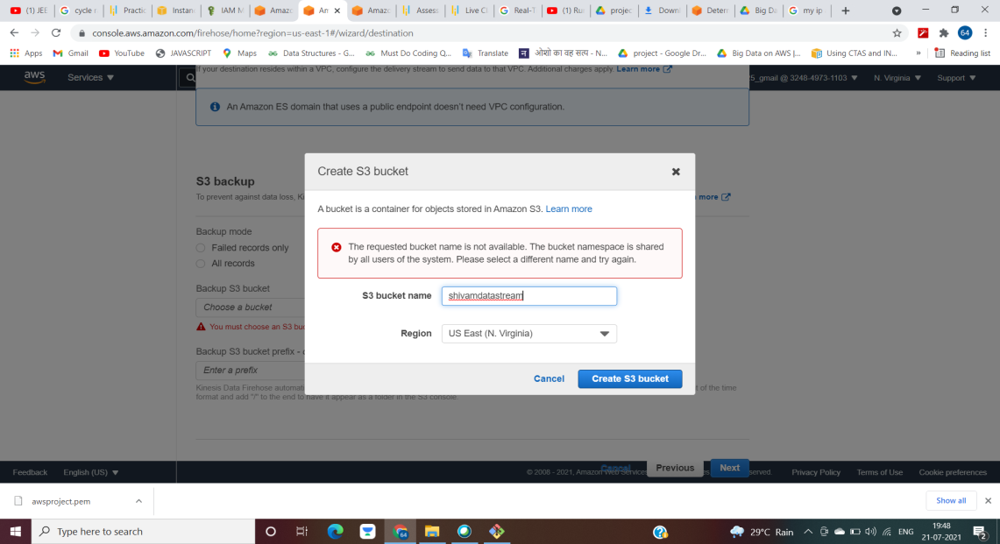 (1) JEE
cycle r
Practic
Instan
IAM M
Amazo
Am
Amazo
Assess
Live Cl
Real-T
(1) Ru
projec
Downl
Deterr
Big Da
my ip
console.aws.amazon.com/firehose/home?region=us-east-1#/wizard/destination
64
Apps
Gmail
YouTube
JAVASCRIPT
Maps
Data Structures - G...
Must Do Coding Q...
Translate
ओशो का वह सत्य - N...
project - Google Dr...
Big Data on AWS |...
Using CTAS and IN...
»
Reading list
aws
Services
5_gmail @ 3248-4973-1103
N. Virginia
Support
If your destination resides within a VPC, configure the delivery stream to send data to that VPC. Additional charges apply. Learn more
An Amazon ES domain that uses a public endpoint doesn't need VPC configuration.
S3 backup
To prevent against data loss, Ki
more
Backup mode
Failed records only
All records
Backup S3 bucket
Choose a bucket
You must choose an S3 bu
Backup S3 bucket prefix - o
Enter a prefix
Kinesis Data Firehose automati
t of the time
format and add "/" to the end to have it appear as a folder in the S3 console.
Create S3 bucket
A bucket is a container for objects stored in Amazon S3. Learn more
The requested bucket name is not available. The bucket namespace is shared
by all users of the system. Please select a different name and try again.
S3 bucket name
shivamdatastream
Region
US East (N. Virginia)
Cancel
Create S3 bucket
Cancel
Previous
Next
Feedback
English (US)
© 2008 - 2021, Amazon Web Services
served.
Privacy Policy
Terms of Use
Cookie preferences
awsproject.pem
Show all
Type here to search
64
29°C Rain
ENG
19:48
21-07-2021
2